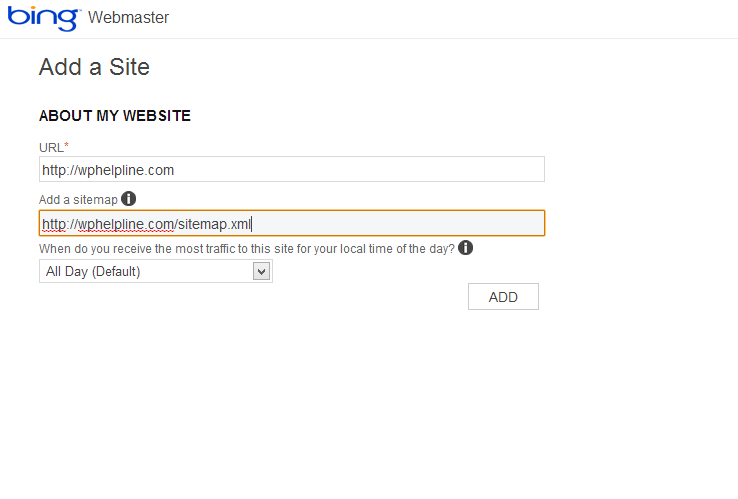 bing Webmaster
Add a Site
ABOUT MY WEBSITE
URL*
http://wphelpline.com
Add a sitemap
http://wphelpline.com/sitemap.xml
When do you receive the most traffic to this site for your local time of the day?
All Day (Default)
ADD